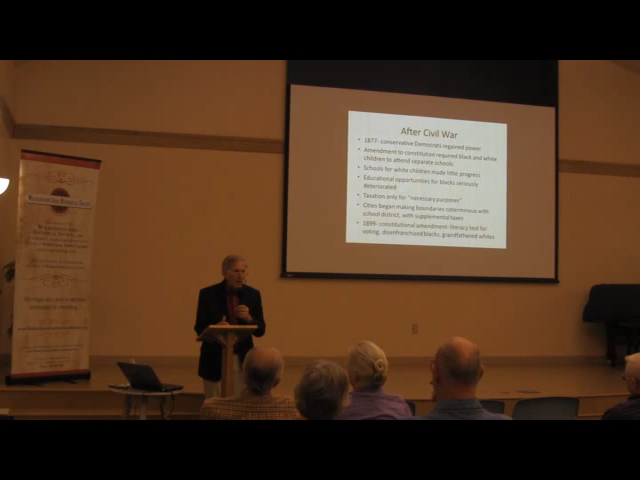 After Civil War
• 1877- conservative Democrats regained power
• Amendment to constitution required black and white
children to attend separate schools
• Schools for white children made little progress
• Educational opportunities for blacks seriously
deteriorated
• Taxation only for "necessary purposes"
• Cities began making boundaries coterminous with
school district, with supplemental taxes
• 1899- constitutional amendment- literacy test for
voting, disenfranchised blacks, grandfathered whites